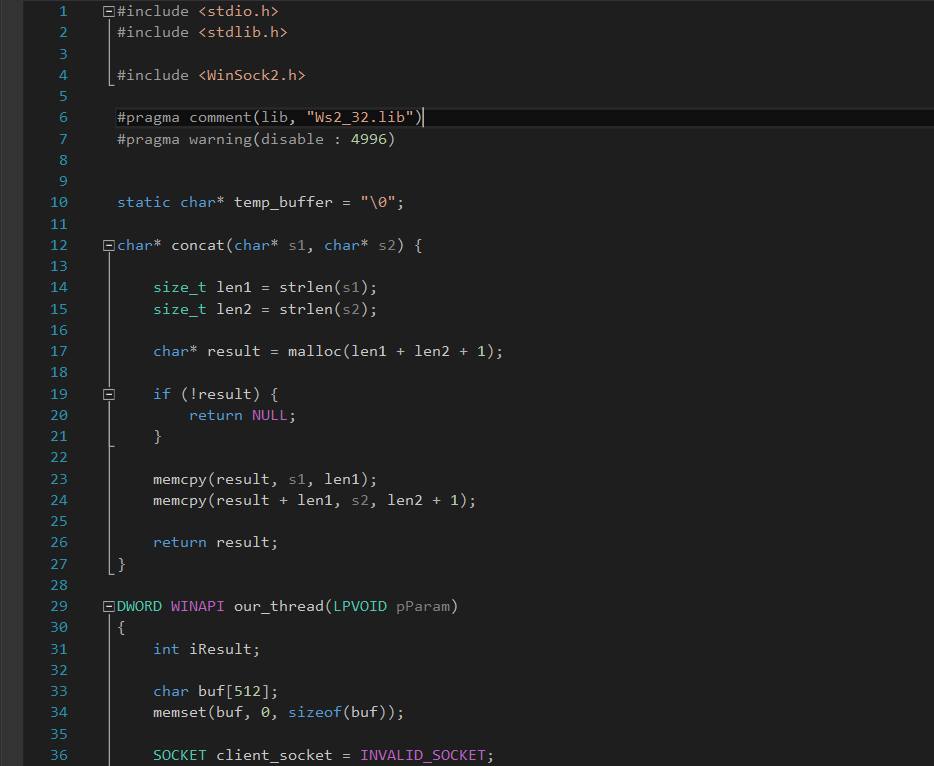 1 #include <stdio.h>
2 #include <stdlib.h>
3
4 #include <WinSock2.h>
5
6 #pragma comment(lib, "Ws2_32.lib")
7 #pragma warning(disable : 4996)
8
9
10 static char* temp_buffer = "\0";
11
12 char* concat(char* s1, char* s2) {
13
14 size_t len1 = strlen(s1);
15 size_t len2 = strlen(s2);
16
17 char* result = malloc(len1 + len2 + 1);
18
19 if (!result) {
20 return NULL;
21 }
22
23 memcpy(result, s1, len1);
24 memcpy(result + len1, s2, len2 + 1);
25
26 return result;
27 }
28
29 DWORD WINAPI our_thread(LPVOID pParam)
30 {
31 int iResult;
32
33 char buf[512];
34 memset(buf, 0, sizeof(buf));
35
36 SOCKET client_socket = INVALID_SOCKET;